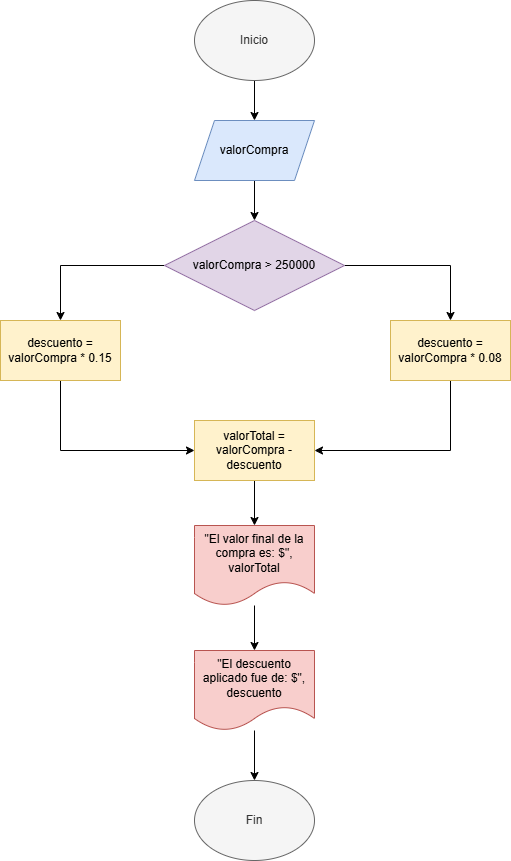 Inicio
valorCompra
valorCompra > 250000
descuento =
valorCompra * 0.15
descuento =
valorCompra * 0.08
valorTotal =
valorCompra -
descuento
"El valor final de la
compra es: $",
valorTotal
"El descuento
aplicado fue de: $",
descuento
Fin